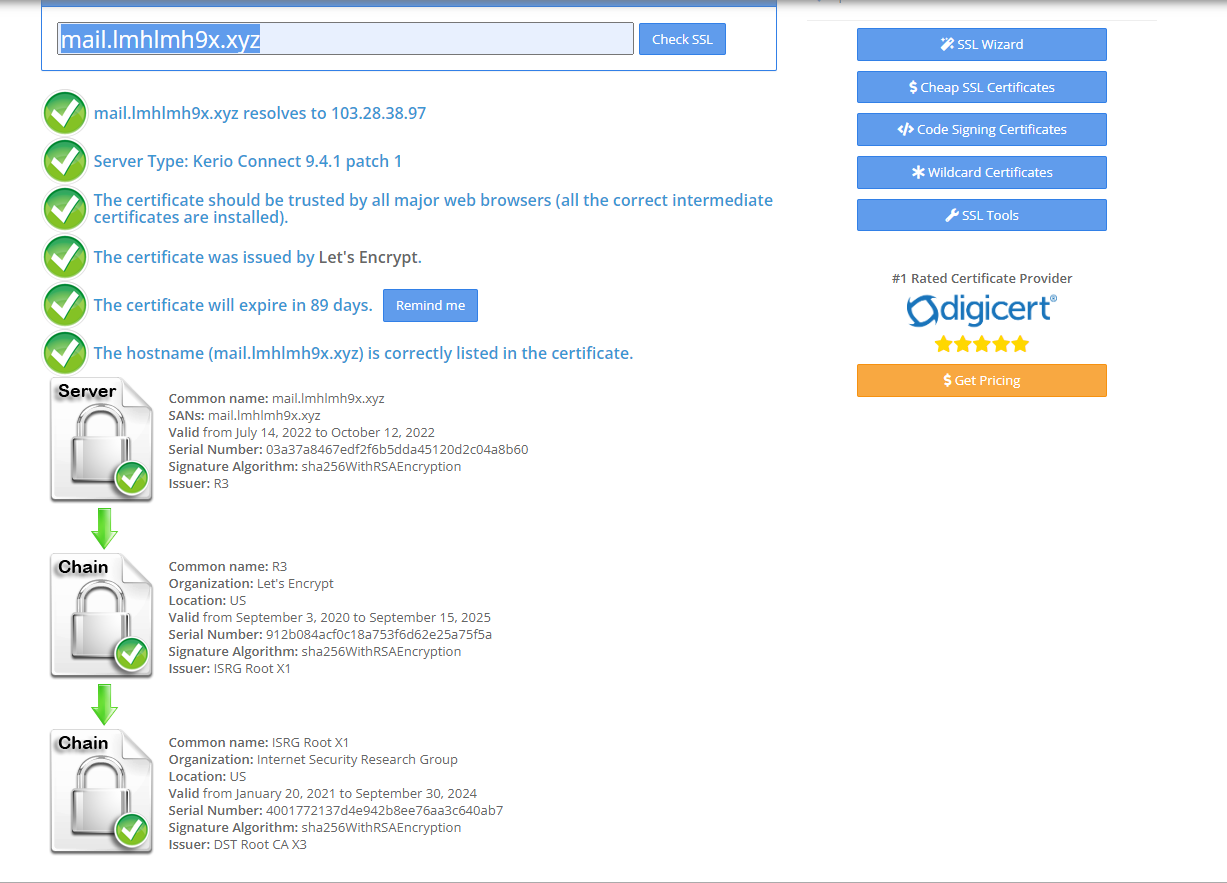 mail.lmhlmh9x.xyz
Check SSL
mail.lmhlmh9x.xyz resolves to 103.28.38.97
Server Type: Kerio Connect 9.4.1 patch 1
The certificate should be trusted by all major web browsers (all the correct intermediate
certificates are installed).
The certificate was issued by Let's Encrypt.
The certificate will expire in 89 days.
Remind me
The hostname (mail.lmhlmh9x.xyz) is correctly listed in the certificate.
Server
Common name: mail.lmhlmh9x.xyz
SANs: mail.lmhlmh9x.xyz
Valid from July 14, 2022 to October 12, 2022
Serial Number: 03a37a8467edf2f6b5dda45120d2c04a8b60
Signature Algorithm: sha256WithRSAEncryption
Issuer: R3
Chain
Common name: R3
Organization: Let's Encrypt
Location: US
Valid from September 3, 2020 to September 15, 2025
Serial Number: 912b084acf0c18a753f6d62e25a75f5a
Signature Algorithm: sha256WithRSAEncryption
Issuer: ISRG Root X1
Chain
Common name: ISRG Root X1
Organization: Internet Security Research Group
Location: US
Valid from January 20, 2021 to September 30, 2024
Serial Number: 4001772137d4e942b8ee76aa3c640ab7
Signature Algorithm: sha256WithRSAEncryption
Issuer: DST Root CA X3
SSL Wizard
$ Cheap SSL Certificates
</> Code Signing Certificates
Wildcard Certificates
SSL Tools
#1 Rated Certificate Provider
digicert®
$ Get Pricing